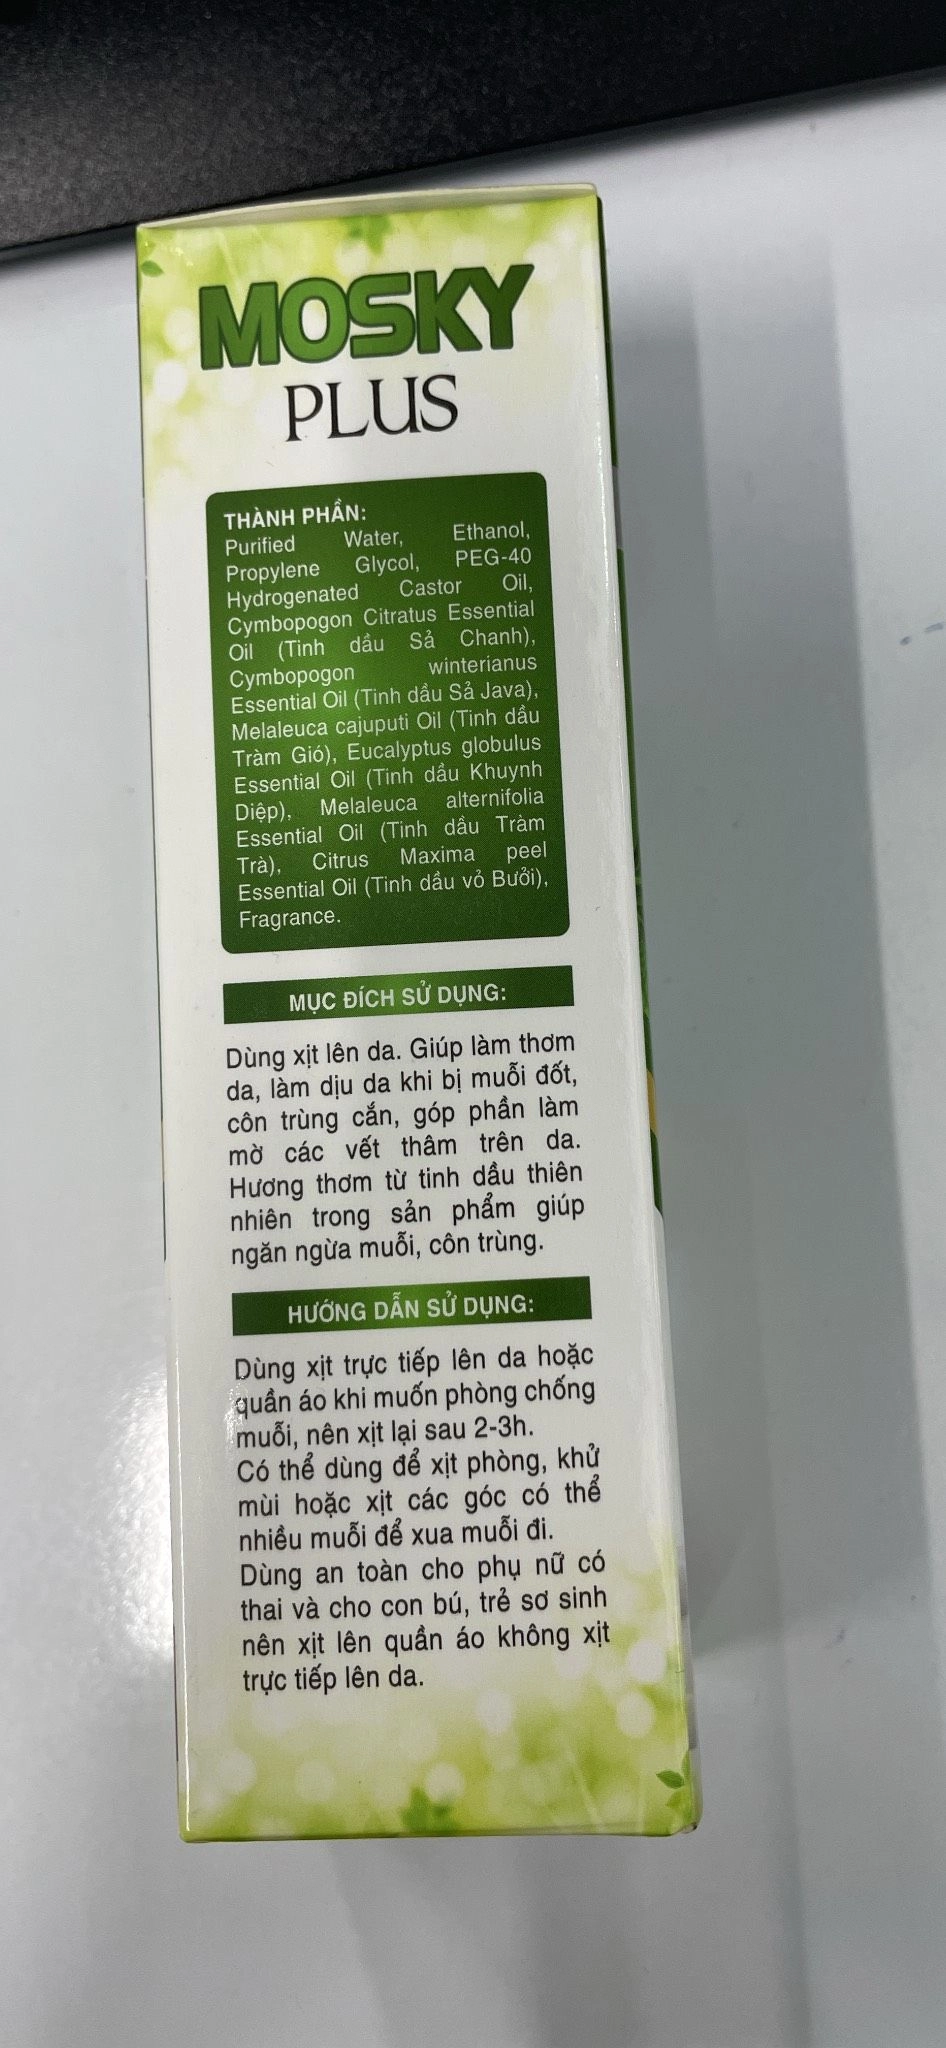 MOSKY
PLUS
THÀNH PHẦN:
Purified Water, Ethanol,
Propylene Glycol, PEG-40
Hydrogenated Castor Oil,
Cymbopogon Citratus Essential
Oil (Tinh dầu Sả Chanh),
Cymbopogon winterianus
Essential Oil (Tinh dầu Sả Java),
Melaleuca cajuputi Oil (Tinh dầu
Tràm Gió), Eucalyptus globulus
Essential Oil (Tinh dầu Khuynh
Diệp), Melaleuca alternifolia
Essential Oil (Tinh dầu Tràm
Trà), Citrus Maxima peel
Essential Oil (Tinh dầu vỏ Bưởi),
Fragrance.
MỤC ĐÍCH SỬ DỤNG:
Dùng xịt lên da. Giúp làm thơm
da, làm dịu da khi bị muỗi đốt,
côn trùng cắn, góp phần làm
mờ các vết thâm trên da.
Hương thơm từ tinh dầu thiên
nhiên trong sản phẩm giúp
ngăn ngừa muỗi, côn trùng.
HƯỚNG DẪN SỬ DỤNG:
Dùng xịt trực tiếp lên da hoặc
quần áo khi muốn phòng chống
muỗi, nên xịt lại sau 2-3h.
Có thể dùng để xịt phòng, khử
mùi hoặc xịt các góc có thể
nhiều muỗi để xua muỗi đi.
Dùng an toàn cho phụ nữ có
thai và cho con bú, trẻ sơ sinh
nên xịt lên quần áo không xịt
trực tiếp lên da.